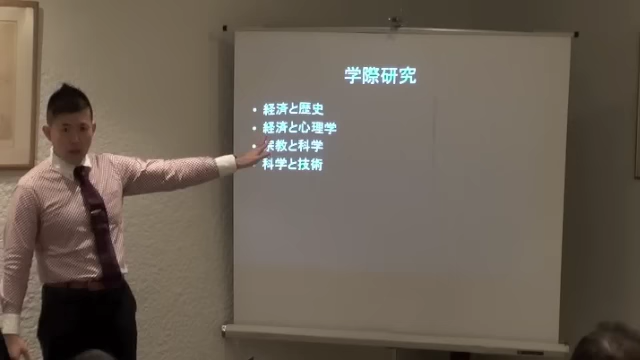 学際研究
• 経済と歴史
• 経済と心理学
• 宗教と科学
• 科学と技術